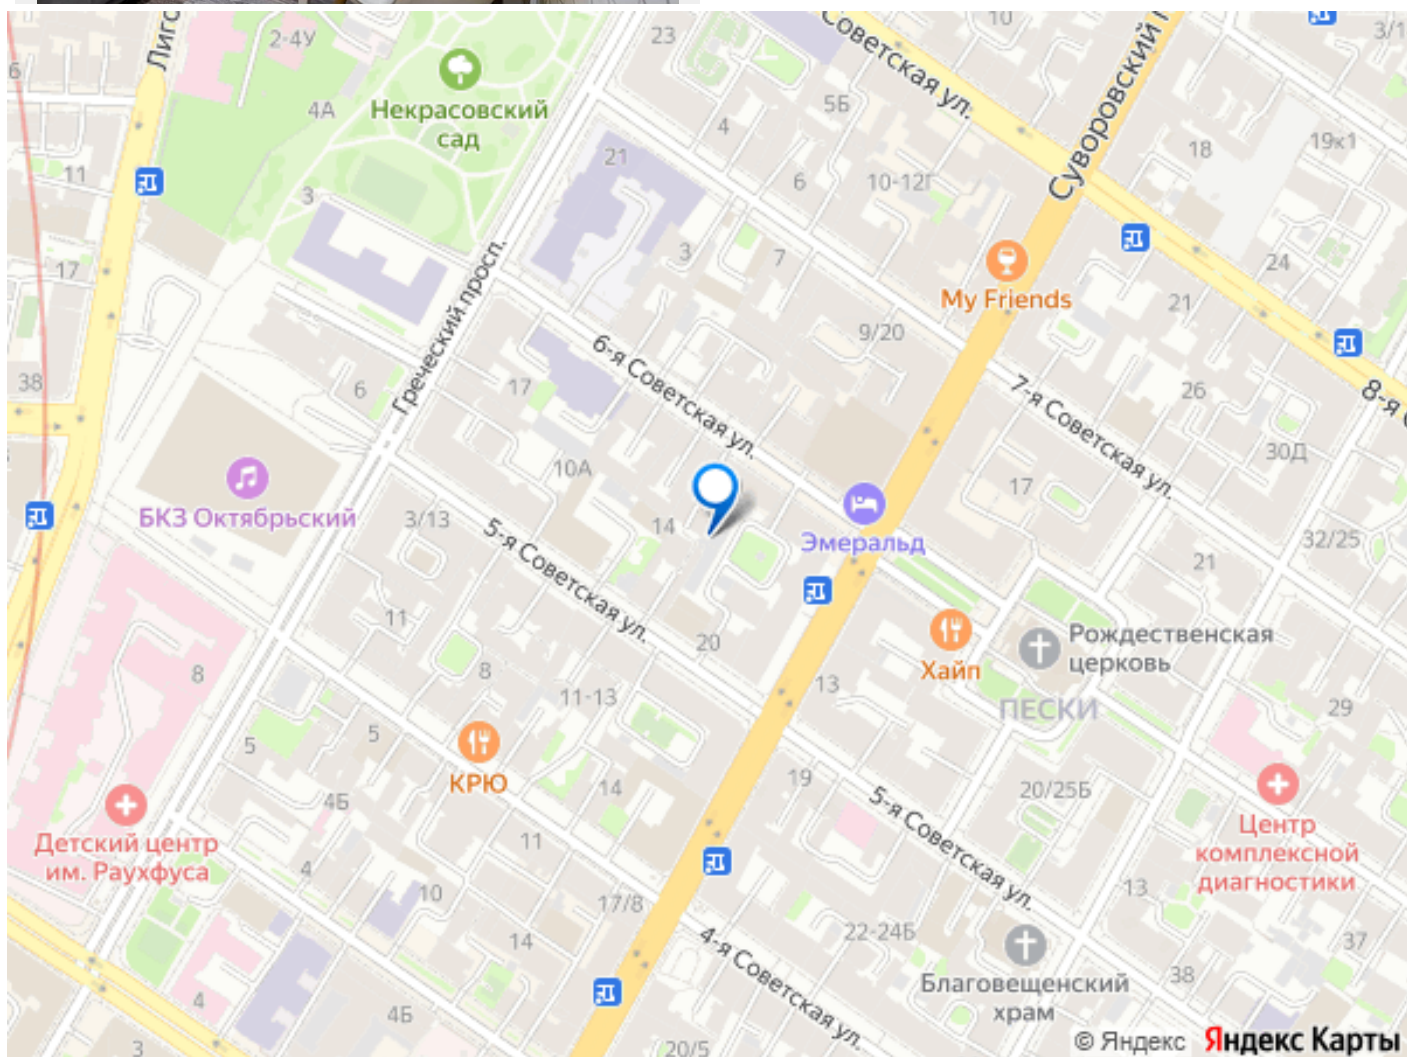 2-4У
23
10
3/1
Лиго
Советская ул.
Суворовский п
6
4А
Некрасовский
сад
5Б
4
19к1
18
11
21
6
10-12Г
3
17
3
7
24
My Friends
21
Греческий просп.
9/20
6-я Советская ул.
38
6
17
7-я Советская ул.
26
8-я С
10А
30Д
17
БКЗ Октябрьский
3/13
14
Эмеральд
32/25
5-я Советская ул.
21
11
20
Хайп
Рождественская
церковь
8
8
13
11-13
ПЕСКИ
29
5
5
КРЮ
14
19
20/25Б
4Б
5-я Советская ул.
Детский центр
им. Раухфуса
11
Центр
комплексной
диагностики
4
10
17/8
13
14
22-24Б
37
4-я Советская ул.
Благовещенский
храм
38
4
4Б
3
20/5
© Яндекс Яндекс Карты